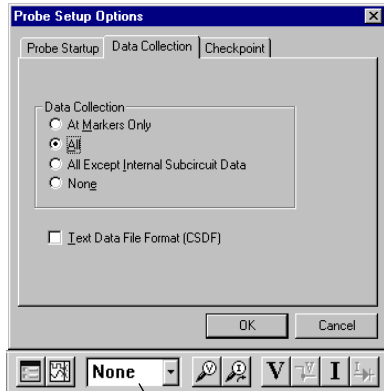 Probe Setup Options
Probe Startup Data Collection Checkpoint
Data Collection
At Markers Only
All
All Except Internal Subcircuit Data
None
Text Data File Format (CSDF)
OK Cancel
None V I